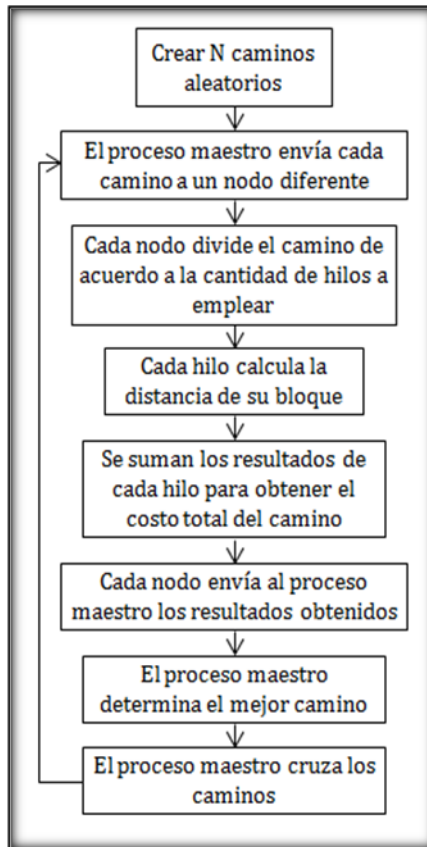 Crear N caminos
aleatorios
El proceso maestro envía cada
camino a un nodo diferente
Cada nodo divide el camino de
acuerdo a la cantidad de hilos a
emplear
Cada hilo calcula la
distancia de su bloque
Se suman los resultados de
cada hilo para obtener el
costo total del camino
Cada nodo envía al proceso
maestro los resultados obtenidos
El proceso maestro
determina el mejor camino
El proceso maestro cruza los
caminos